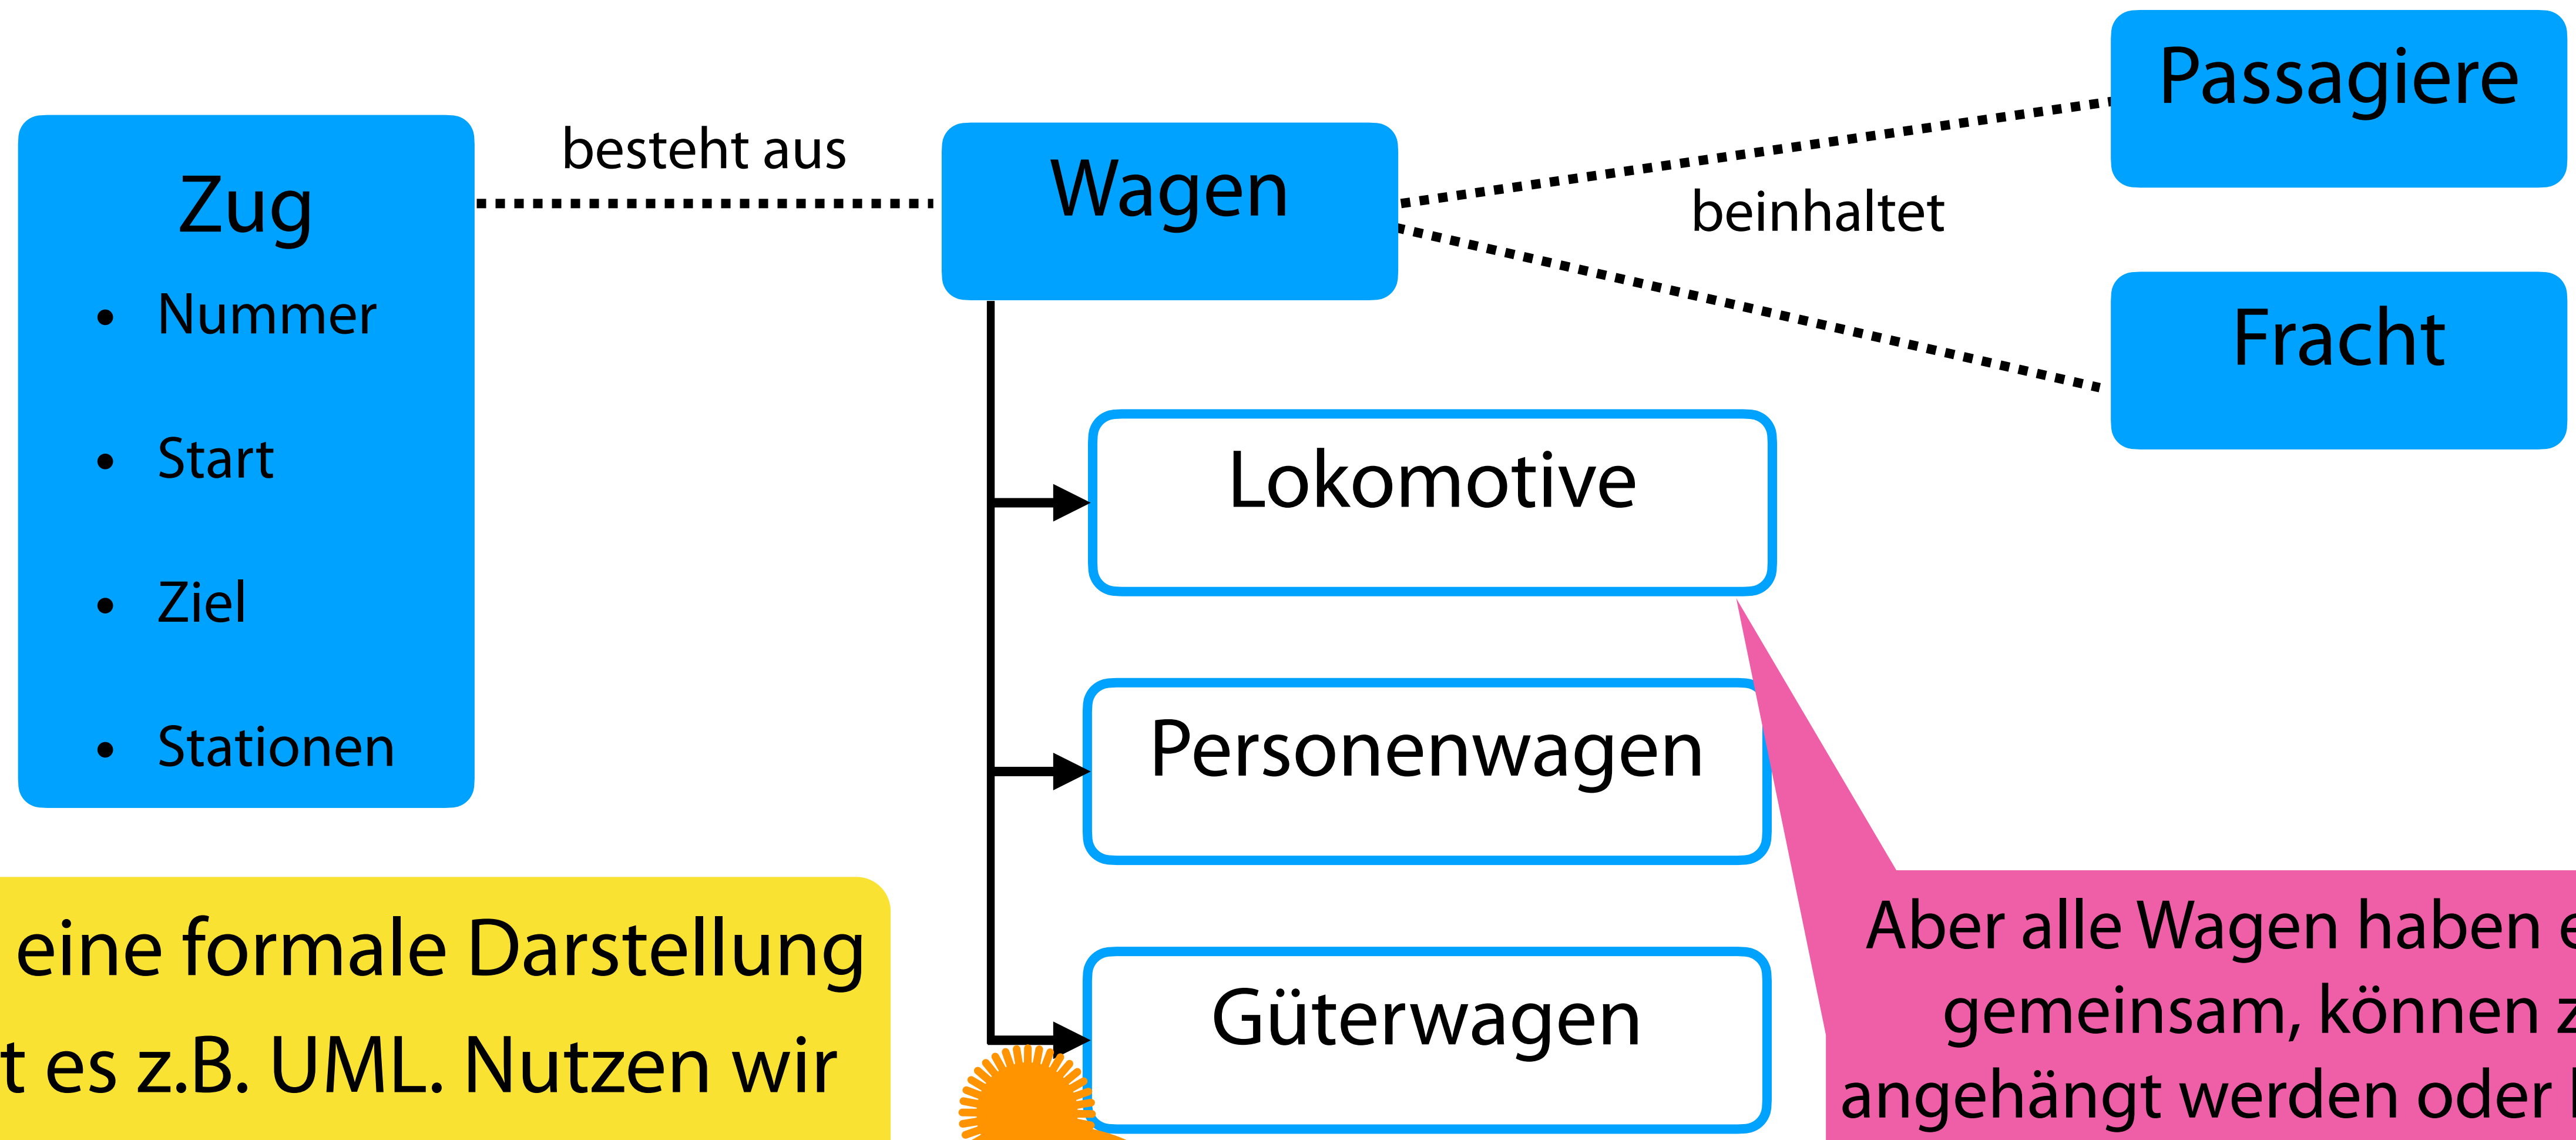 Zug
• Nummer
• Start
• Ziel
• Stationen
besteht aus
Wagen
beinhaltet
Passagiere
Fracht
Lokomotive
Personenwagen
Güterwagen
eine formale Darstellung
es z.B. UML. Nutzen wir
Aber alle Wagen haben
gemeinsam, können
angehängt werden oder